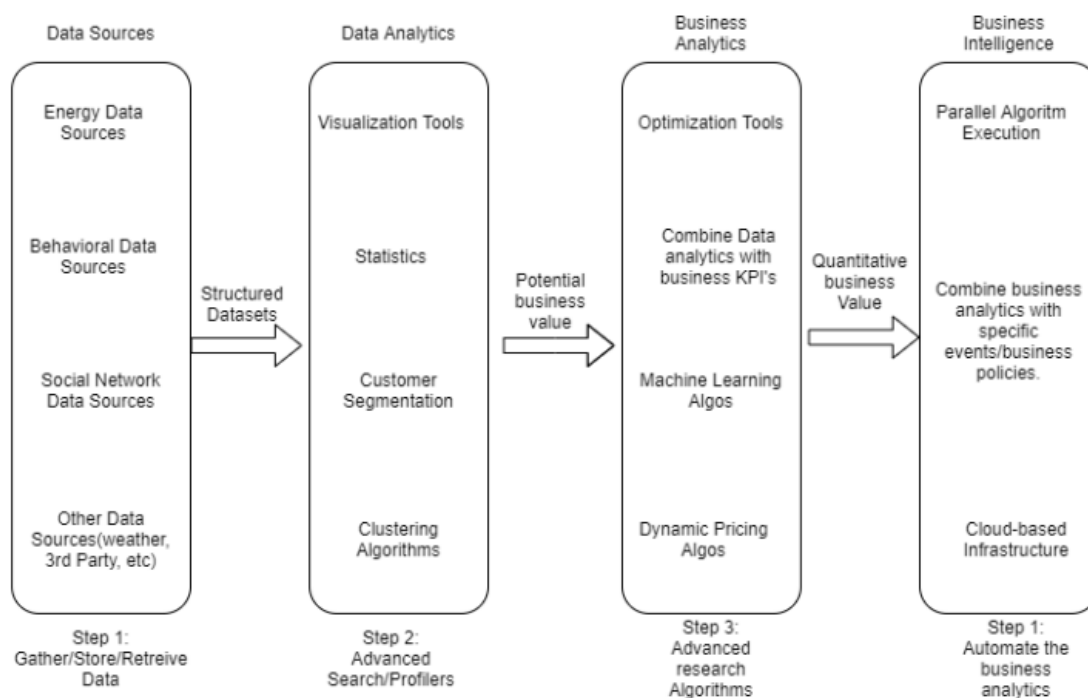 Data Sources
Energy Data
Sources
Behavioral Data
Sources
Social Network
Data Sources
Other Data
Sources(weather,
3rd Party, etc)
Step 1:
Gather/Store/Retreive
Data
Structured
Datasets
Data Analytics
Visualization Tools
Statistics
Customer
Segmentation
Clustering
Algorithms
Step 2:
Advanced
Search/Profilers
Potential
business
value
Business
Analytics
Optimization Tools
Combine Data
analytics with
business KPI's
Machine Learning
Algos
Dynamic Pricing
Algos
Step 3:
Advanced
research
Algorithms
Quantitative
business
Value
Business
Intelligence
Parallel Algoritm
Execution
Combine business
analytics with
specific
events/business
policies.
Cloud-based
Infrastructure
Step 1:
Automate the
business
analytics